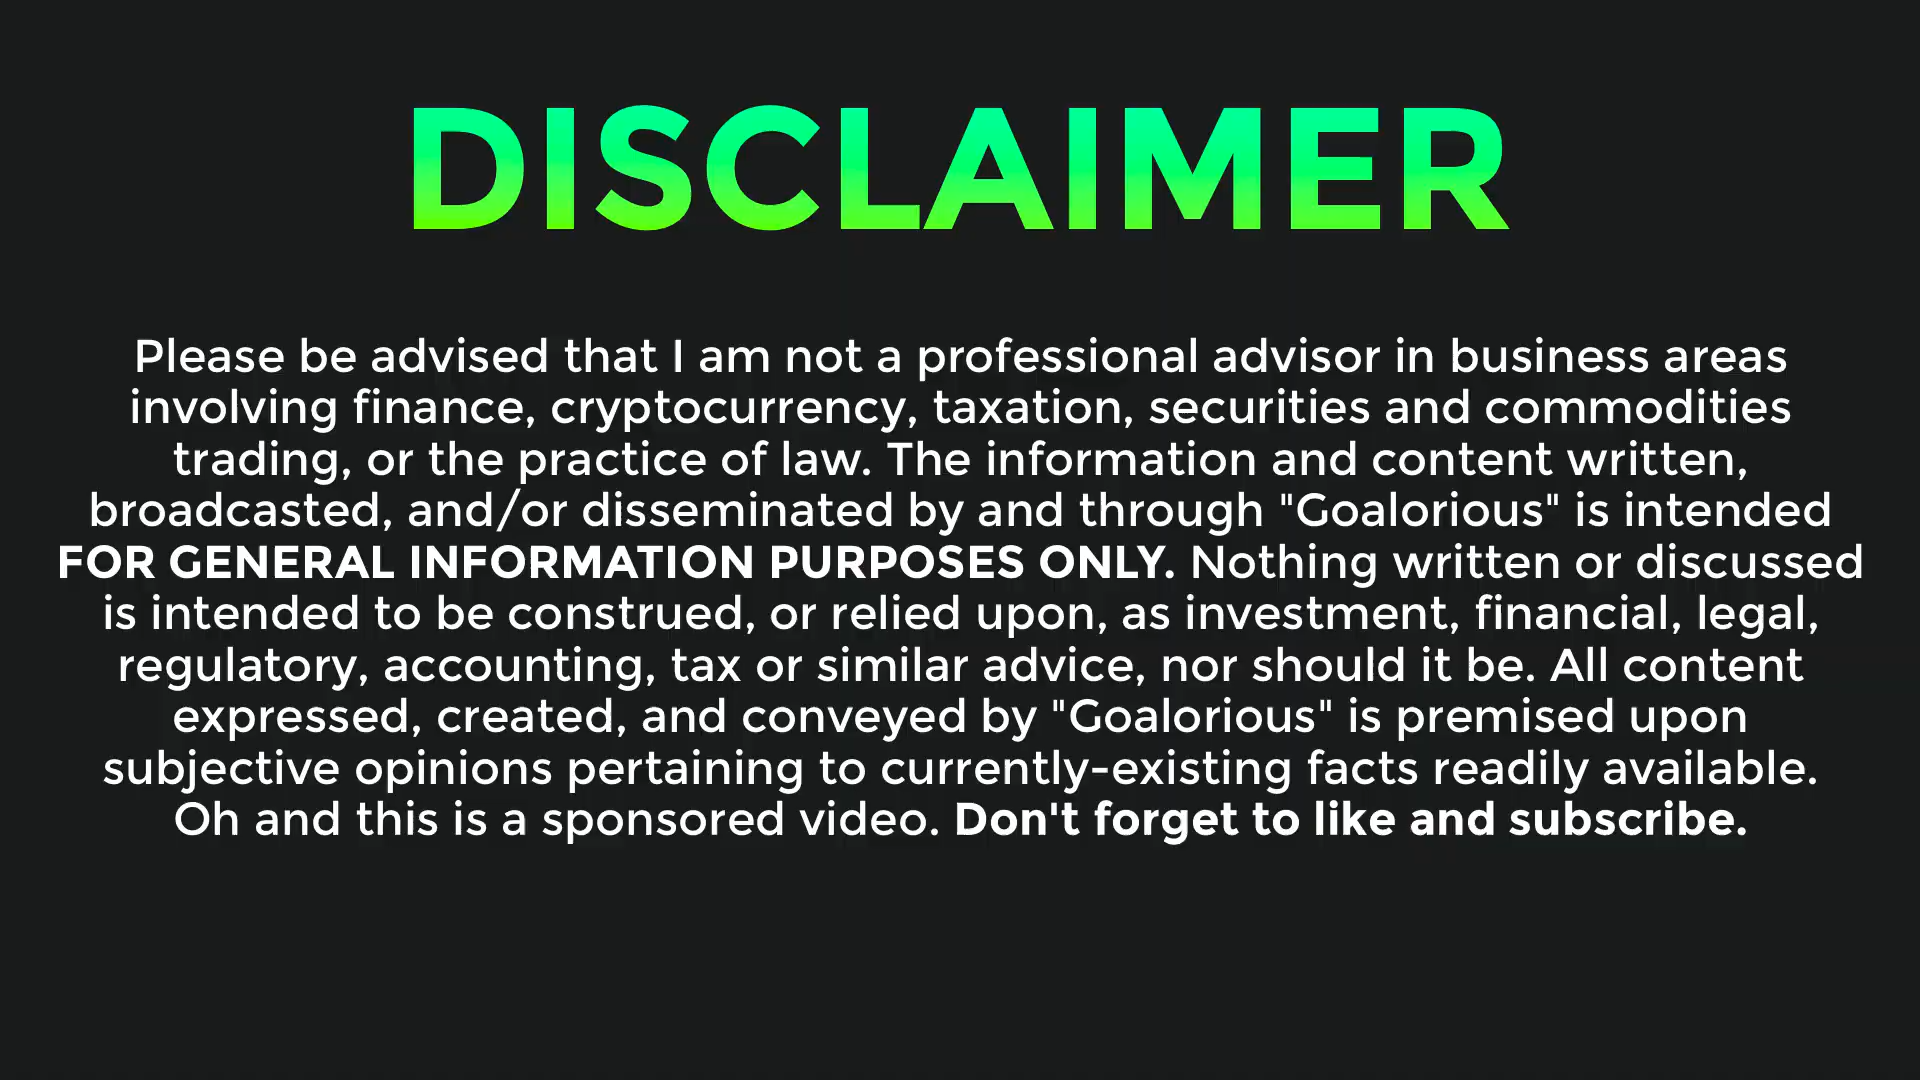 DISCLAIMER
Please be advised that I am not a professional advisor in business areas
involving finance, cryptocurrency, taxation, securities and commodities
trading, or the practice of law. The information and content written,
broadcasted, and/or disseminated by and through "Goalorious" is intended
FOR GENERAL INFORMATION PURPOSES ONLY. Nothing written or discussed
is intended to be construed, or relied upon, as investment, financial, legal,
regulatory, accounting, tax or similar advice, nor should it be. All content
expressed, created, and conveyed by "Goalorious" is premised upon
subjective opinions pertaining to currently-existing facts readily available.
Oh and this is a sponsored video. Don't forget to like and subscribe.